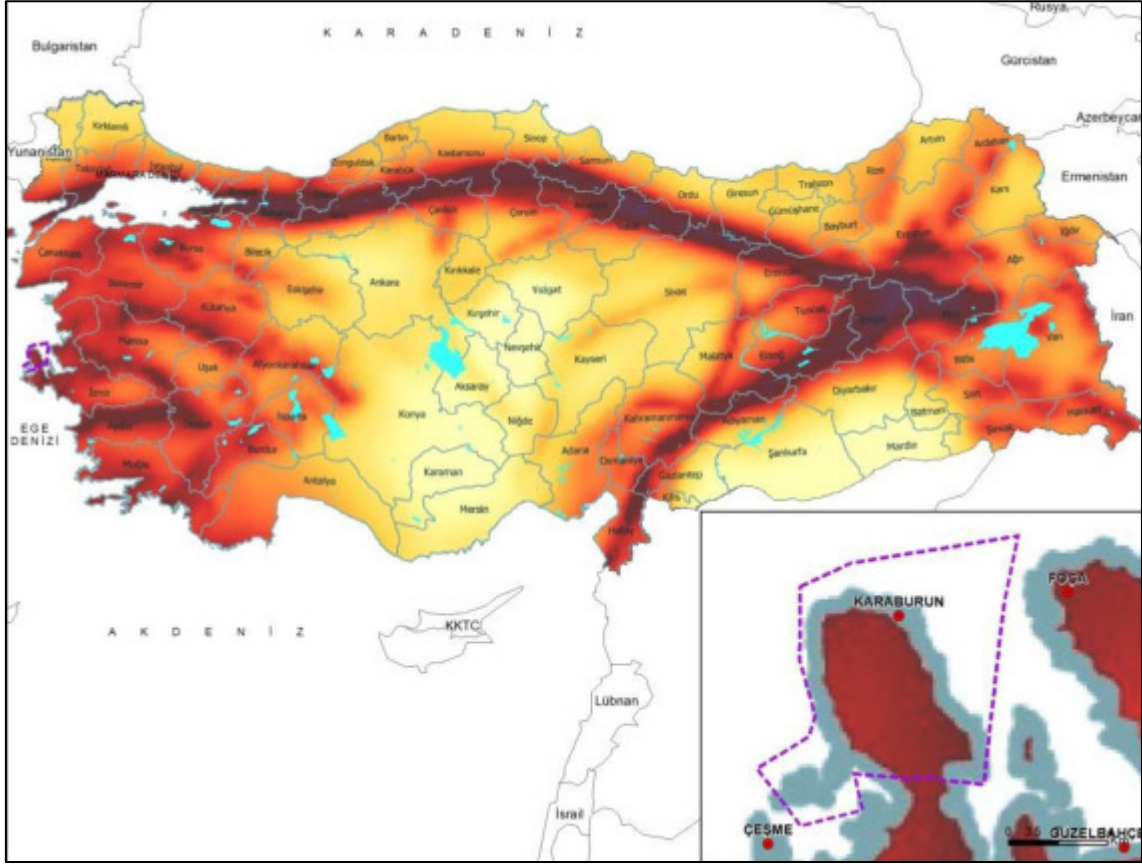 Rusya
K A R A D E N İ Z
Bulgaristan
Gürcistan
Azerbeycan
Yunanistan
Ermenistan
Kırklareli
Bartın
Sinop
Artvin
Ardahan
Zonguldak
Kastamonu
Samsun
Karabük
İstanbul
Ordu
Giresun
Trabzon
Rize
Kars
Gümüşhane
Bayburt
Çorum
Iğdır
Çanakkale
Bursa
Bilecik
Ankara
Kırıkkale
Yozgat
Sivas
Erzincan
Ağrı
Balıkesir
Kütahya
Eskişehir
Kırşehir
Tunceli
İran
Manisa
Uşak
Afyonkarahisar
Nevşehir
Kayseri
Malatya
Elazığ
Bitlis
Van
Aksaray
Diyarbakır
İzmir
Konya
Niğde
Kahramanmaraş
Adıyaman
Batman
Siirt
Hakkari
EGE
DENİZİ
Aydın
Isparta
Burdur
Adana
Osmaniye
Gaziantep
Şanlıurfa
Mardin
Şırnak
Muğla
Antalya
Karaman
Mersin
Kilis
Hatay
A K D E N İ Z
KKTC
Lübnan
İsrail
FOÇA
KARABURUN
ÇEŞME
GÜZELBAHÇE